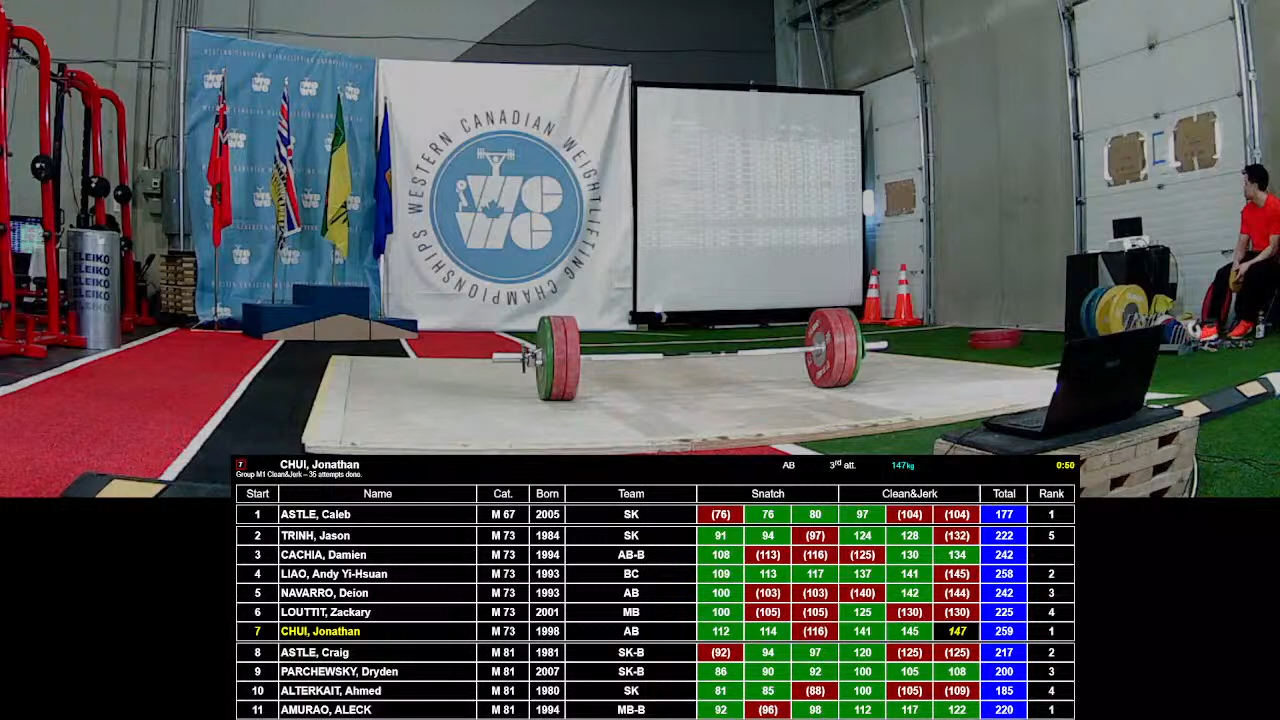 WESTERN CANADIAN WEIGHTLIFTING CHAMPIONSHIPS
WC
WC
ELEIKO
ELEIKO
ELEIKO
ELEIKO
7 CHUI, Jonathan AB 3rd att. 147kg 0:50
Group M1 Clean&Jerk – 35 attempts done.
Start Name Cat. Born Team Snatch Clean&Jerk Total Rank
1 ASTLE, Caleb M 67 2005 SK (76) 76 80 97 (104) (104) 177 1
2 TRINH, Jason M 73 1984 SK 91 94 (97) 124 128 (132) 222 5
3 CACHIA, Damien M 73 1994 AB-B 108 (113) (116) (125) 130 134 242
4 LIAO, Andy Yi-Hsuan M 73 1993 BC 109 113 117 137 141 (145) 258 2
5 NAVARRO, Deion M 73 1993 AB 100 (103) (103) (140) 142 (144) 242 3
6 LOUTTIT, Zackary M 73 2001 MB 100 (105) (105) 125 (130) (130) 225 4
7 CHUI, Jonathan M 73 1998 AB 112 114 (116) 141 145 147 259 1
8 ASTLE, Craig M 81 1981 SK-B (92) 94 97 120 (125) (125) 217 2
9 PARCHEWSKY, Dryden M 81 2007 SK-B 86 90 92 100 105 108 200 3
10 ALTERKAIT, Ahmed M 81 1980 SK 81 85 (88) 100 (105) (109) 185 4
11 AMURAO, ALECK M 81 1994 MB-B 92 (96) 98 112 117 122 220 1